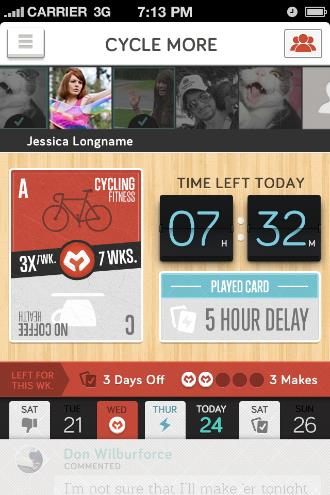 CARRIER 3G 7:13 PM
CYCLE MORE
Jessica Longname
A CYCLING
FITNESS
3X/WK. 7 WKS.
NO COFFEE
HEALTH
C
TIME LEFT TODAY
07 H : 32 M
PLAYED CARD
5 HOUR DELAY
LEFT FOR
THIS WK.
3 Days Off
3 Makes
SAT TUE WED THUR TODAY SAT SUN
21 24 26
Don Wilburforce
COMMENTED
I'm not sure that I'll make 'er tonight